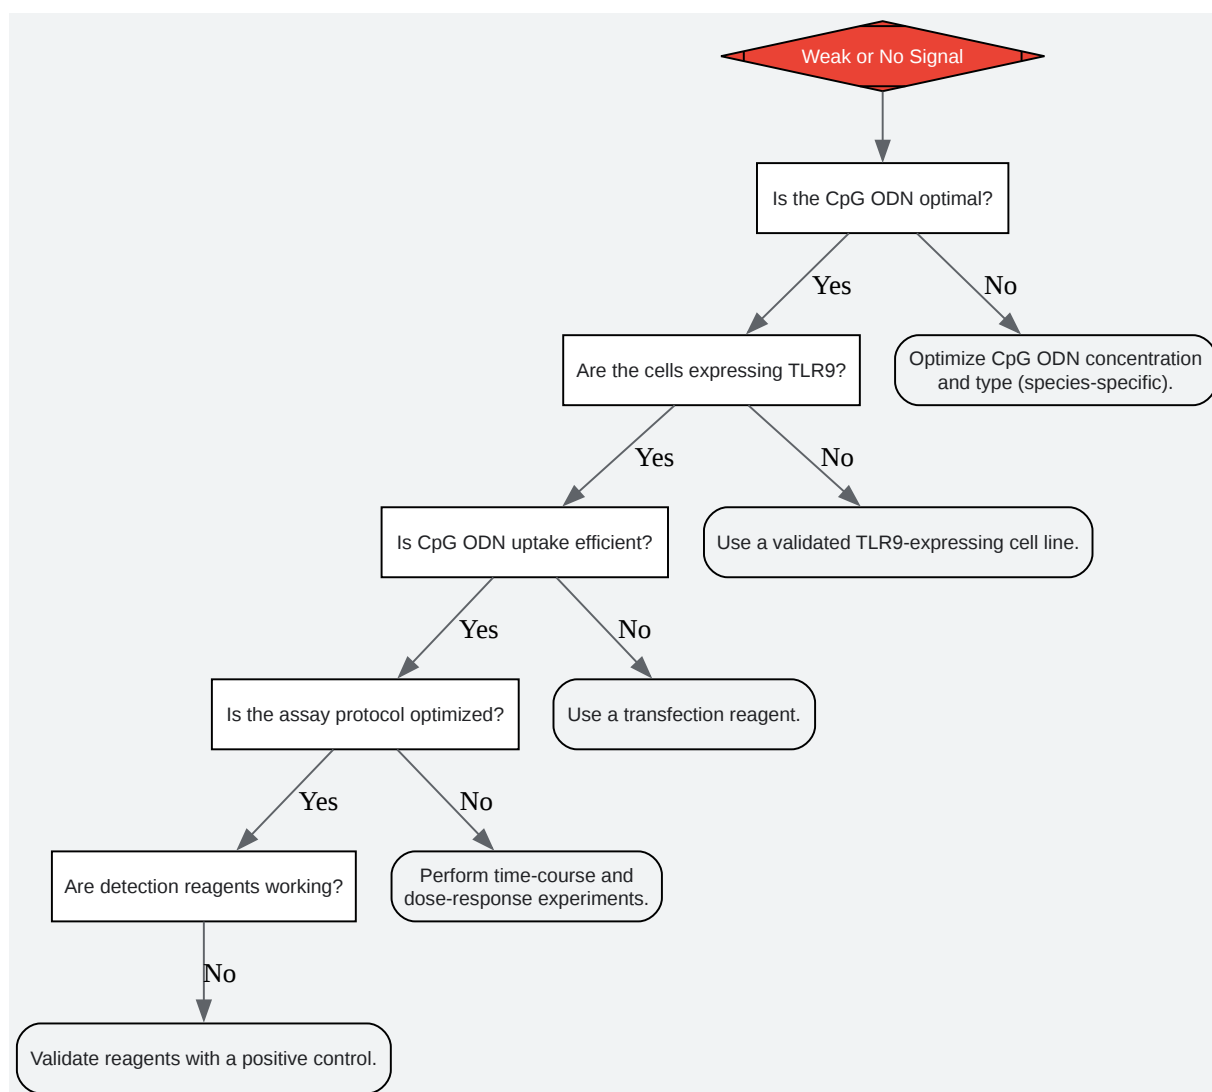 Weak or No Signal
Is the CpG ODN optimal?
Yes
No
Are the cells expressing TLR9?
Optimize CpG ODN concentration
and type (species-specific).
Yes
No
Is CpG ODN uptake efficient?
Use a validated TLR9-expressing cell line.
Yes
No
Is the assay protocol optimized?
Use a transfection reagent.
Yes
No
Are detection reagents working?
Perform time-course and
dose-response experiments.
No
Validate reagents with a positive control.